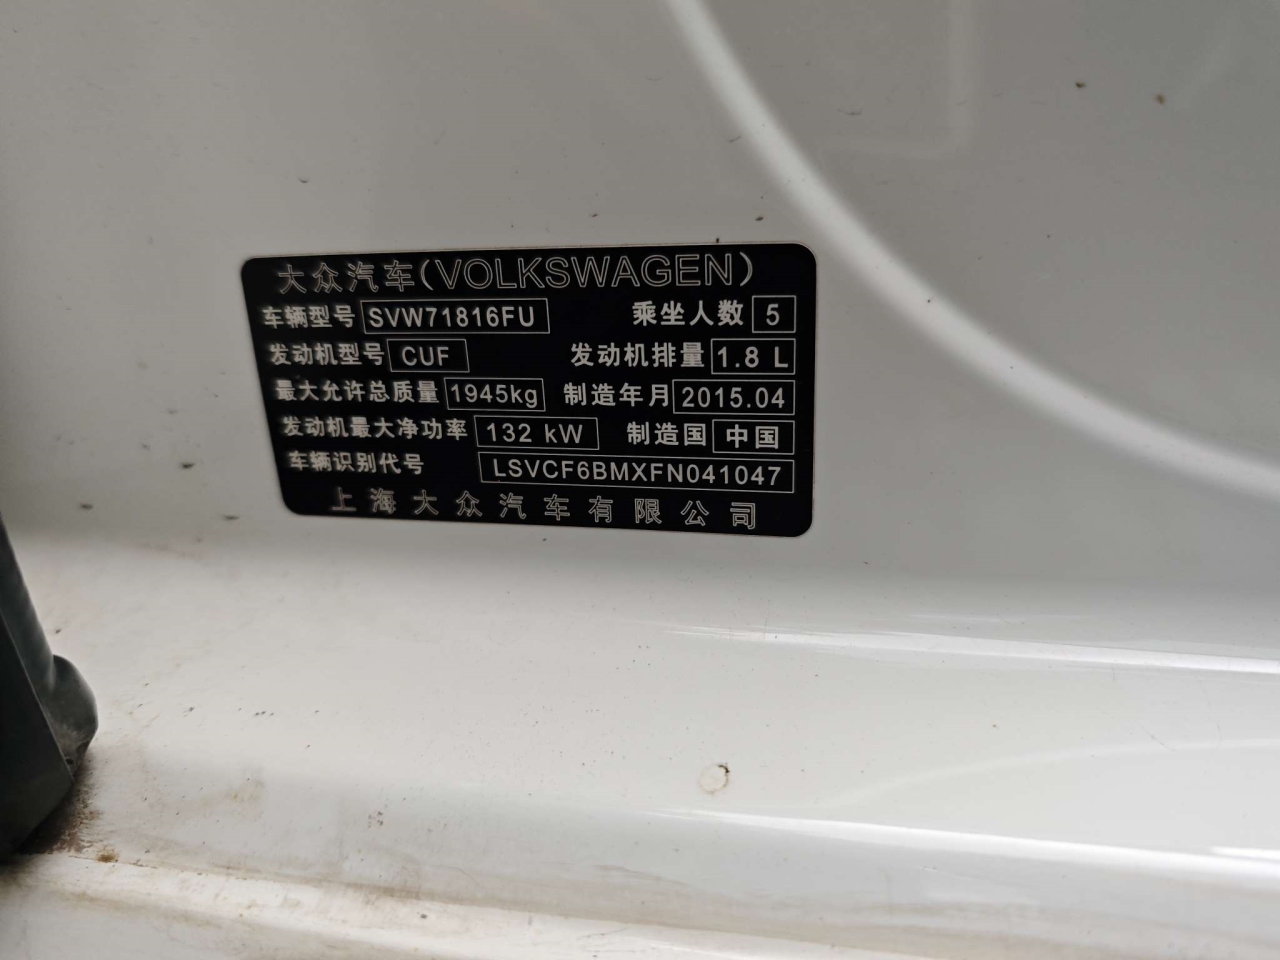 大众汽车(VOLKSWAGEN)
车辆型号 SVW71816FU 乘坐人数 5
发动机型号 CUF 发动机排量 1.8 L
最大允许总质量 1945kg 制造年月 2015.04
发动机最大净功率 132 kW 制造国 中国
车辆识别代号 LSVCF6BMXFN041047
上海大众汽车有限公司